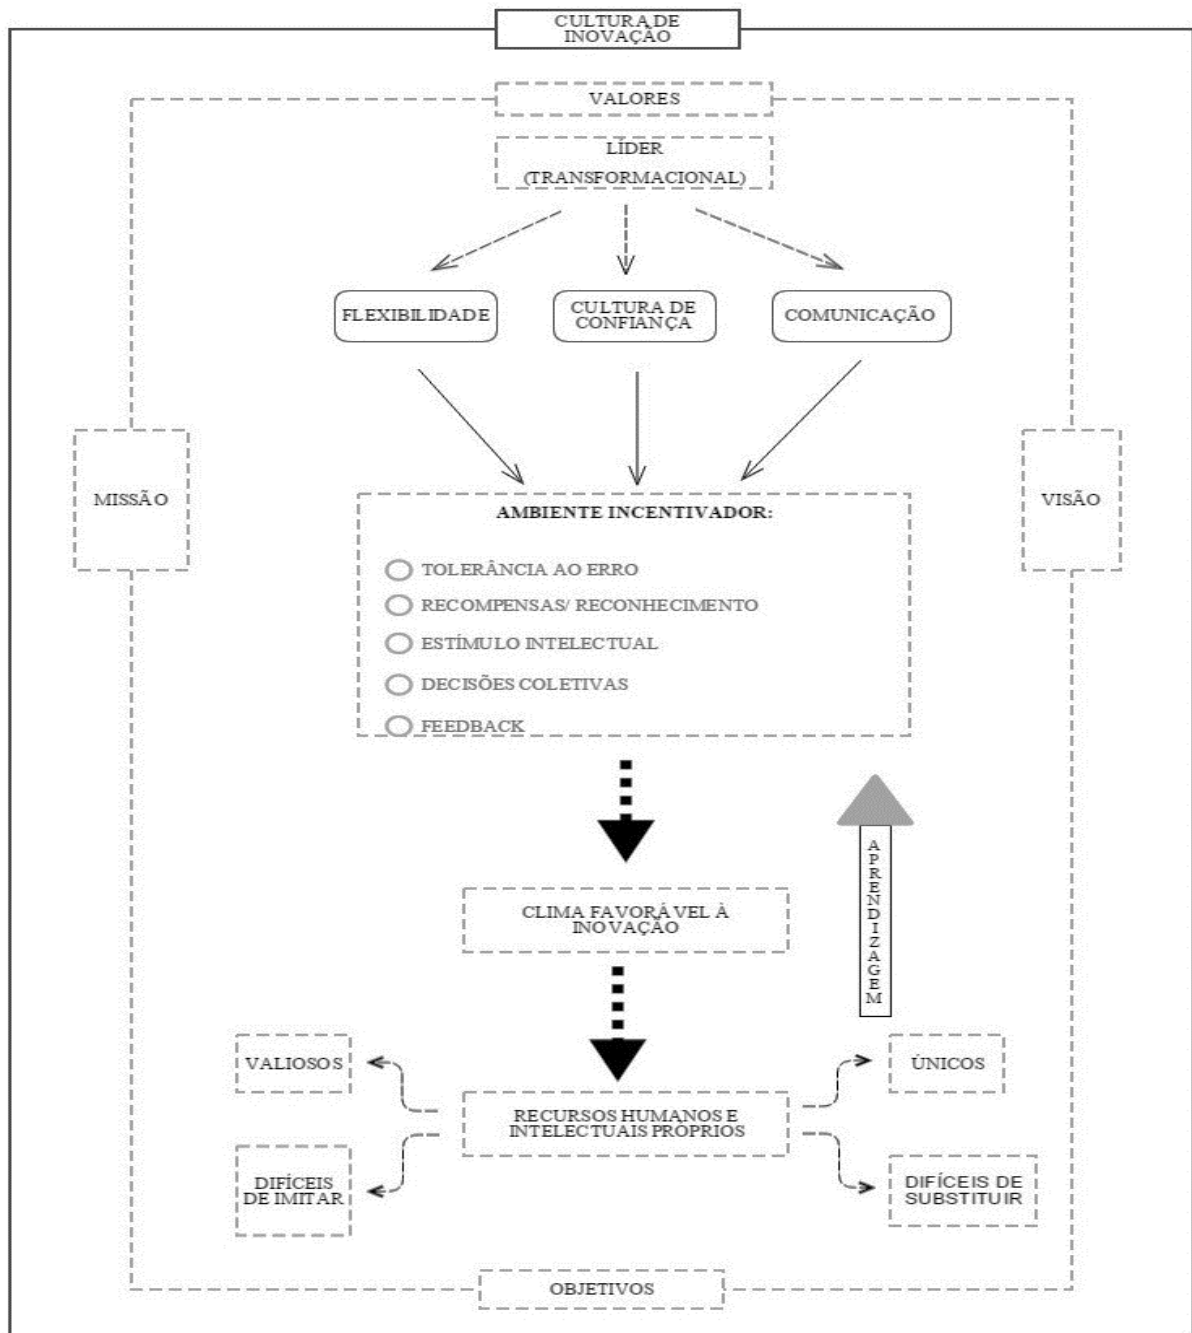 CULTURA DE
INOVAÇÃO
VALORES
LÍDER
(TRANSFORMACIONAL)
FLEXIBILIDADE
CULTURA DE
CONFIANÇA
COMUNICAÇÃO
MISSÃO
VISÃO
AMBIENTE INCENTIVADOR:
TOLERÂNCIA AO ERRO
RECOMPENSAS/ RECONHECIMENTO
ESTÍMULO INTELECTUAL
DECISÕES COLETIVAS
FEEDBACK
APRENDIZAGEM
CLIMA FAVORÁVEL À
INOVAÇÃO
VALIOSOS
ÚNICOS
RECURSOS HUMANOS E
INTELECTUAIS PRÓPRIOS
DIFÍCEIS
DE IMITAR
DIFÍCEIS DE
SUBSTITUIR
OBJETIVOS